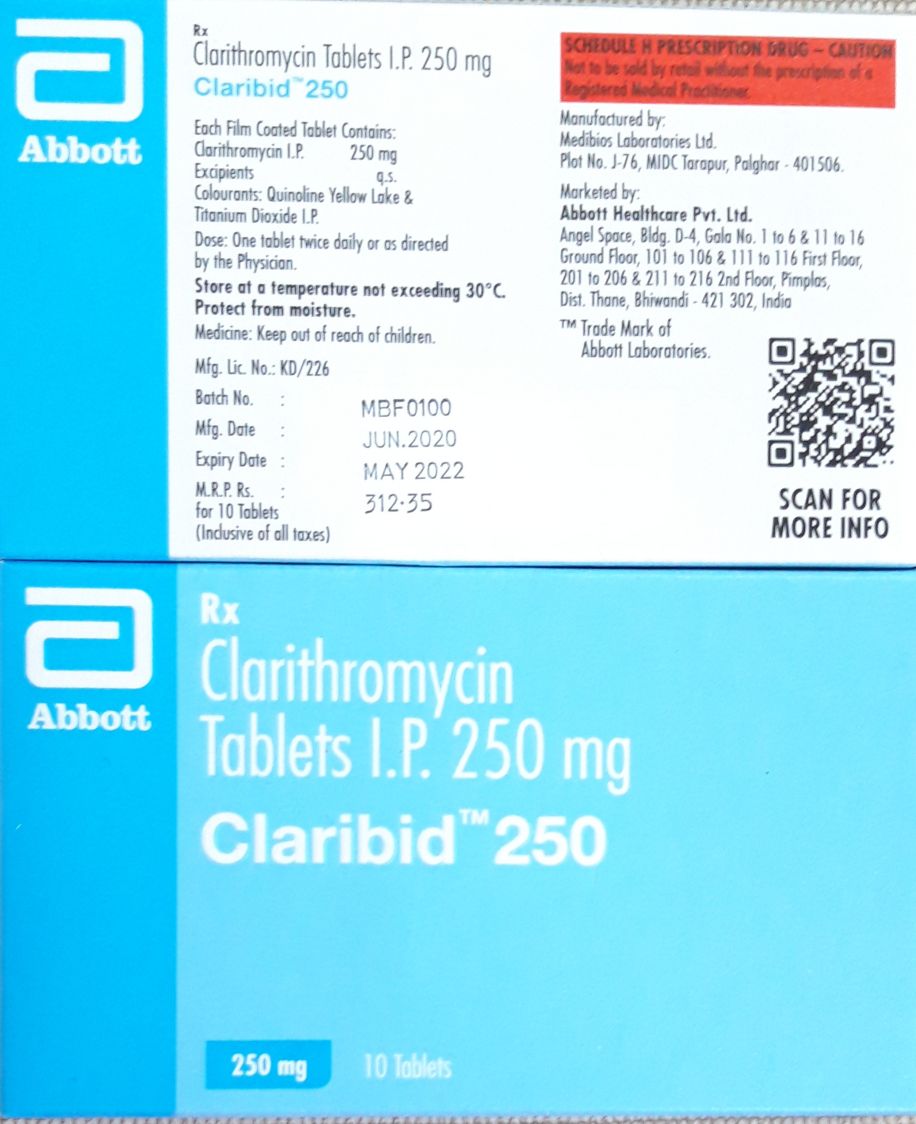 Abbott
Rx
Clarithromycin Tablets I.P. 250 mg
Claribid™250
Each Film Coated Tablet Contains:
Clarithromycin I.P. 250 mg
Excipients q.s.
Colourants: Quinoline Yellow Lake &
Titanium Dioxide I.P.
Dose: One tablet twice daily or as directed
by the Physician.
Store at a temperature not exceeding 30°C.
Protect from moisture.
Medicine: Keep out of reach of children.
Mfg. Lic. No.: KD/226
Batch No. : MBF0100
Mfg. Date : JUN.2020
Expiry Date : MAY 2022
M.R.P. Rs. : 312·35
for 10 Tablets
(Inclusive of all taxes)
SCHEDULE H PRESCRIPTION DRUG – CAUTION
Not to be sold by retail without the prescription of a
Registered Medical Practitioner.
Manufactured by:
Medibios Laboratories Ltd.
Plot No. J-76, MIDC Tarapur, Palghar - 401506.
Marketed by:
Abbott Healthcare Pvt. Ltd.
Angel Space, Bldg. D-4, Gala No. 1 to 6 & 11 to 16
Ground Floor, 101 to 106 & 111 to 116 First Floor,
201 to 206 & 211 to 216 2nd Floor, Pimplas,
Dist. Thane, Bhiwandi - 421 302, India
™ Trade Mark of
Abbott Laboratories.
SCAN FOR
MORE INFO
Abbott
Rx
Clarithromycin
Tablets I.P. 250 mg
Claribid™250
250 mg 10 Tablets